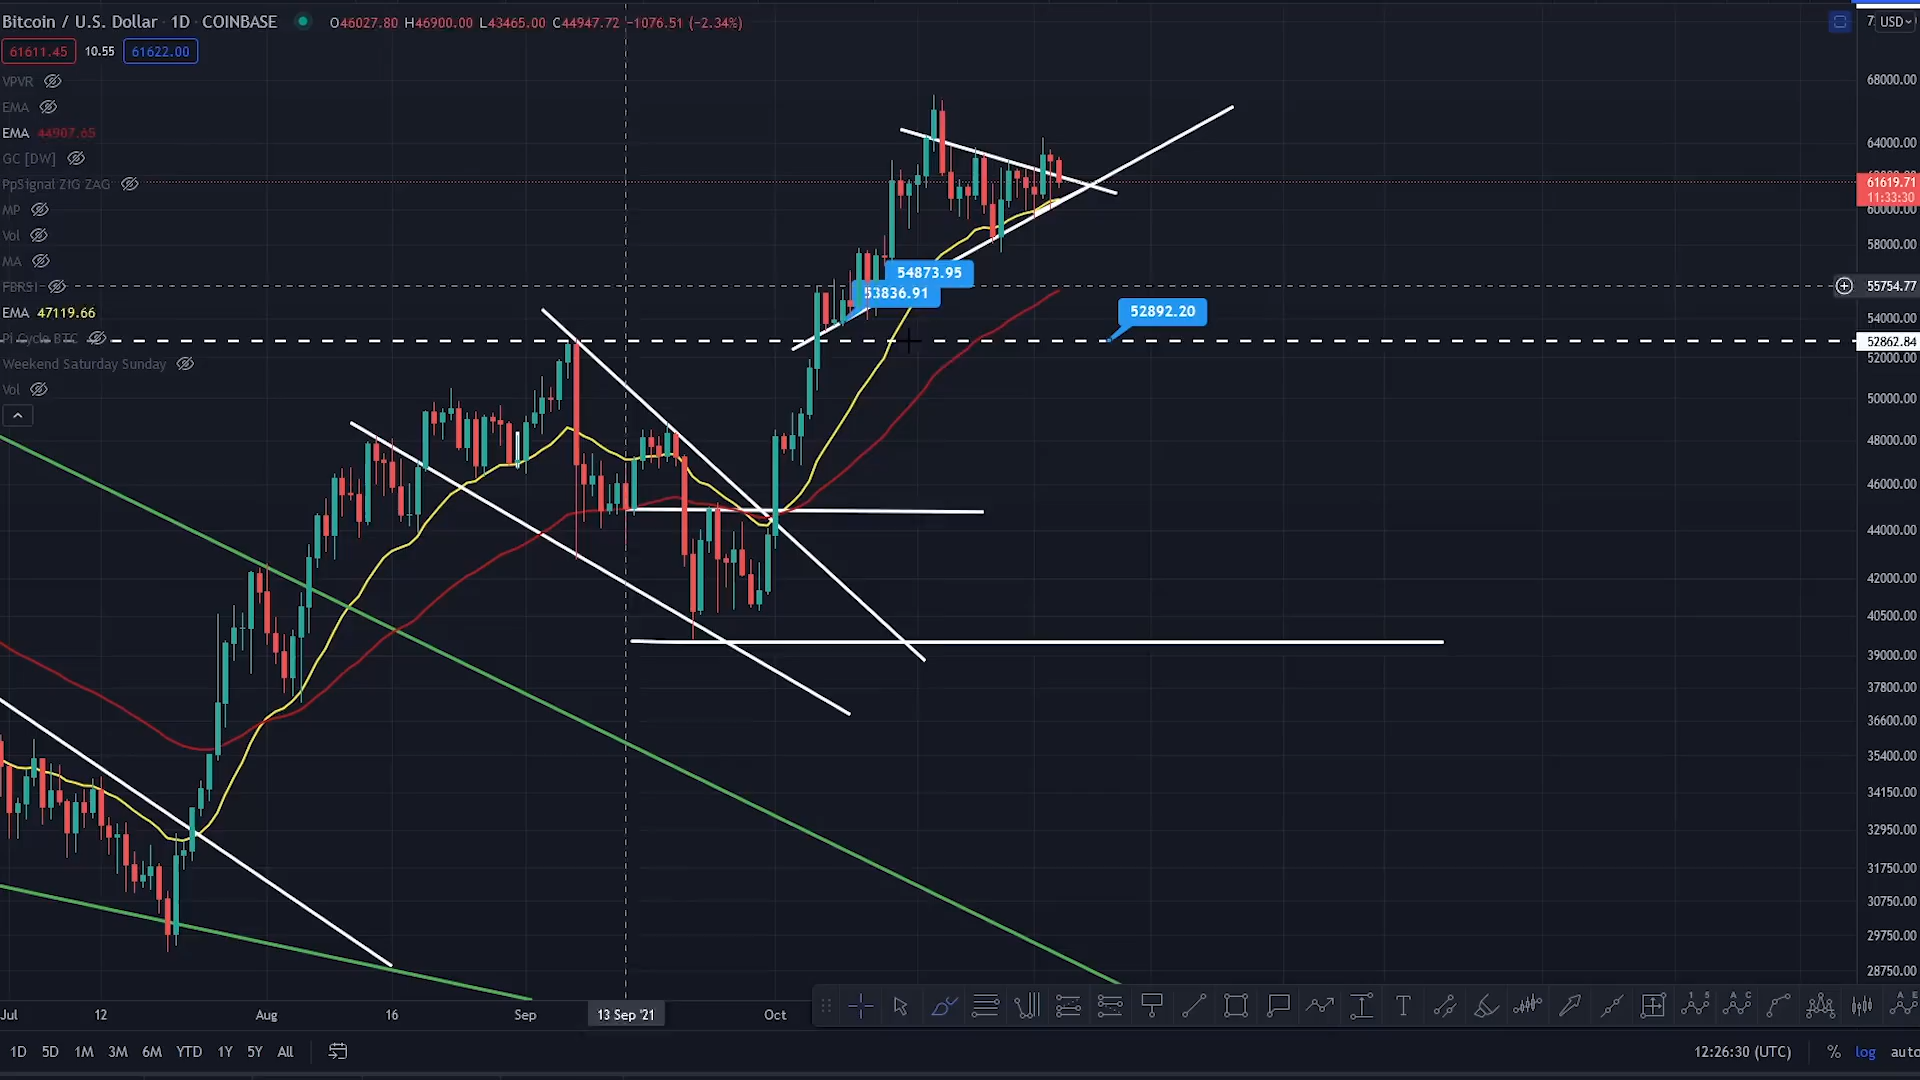 Bitcoin / U.S. Dollar · 1D · COINBASE O46027.80 H46900.00 L43465.00 C44947.72 −1076.51 (−2.34%)
61611.45 10.55 61622.00
VPVR
EMA
EMA 44907.65
GC [DW]
PpSignal ZIG ZAG
MP
Vol
MA
FBRSI
EMA 47119.66
Pi Cycle BTC
Weekend Saturday Sunday
Vol
USD
68000.00
64000.00
61619.71
11:33:30
60000.00
58000.00
55754.77
54000.00
52862.84
52000.00
50000.00
48000.00
46000.00
44000.00
42000.00
40500.00
39000.00
37800.00
36600.00
35400.00
34150.00
32950.00
31750.00
30750.00
29750.00
28750.00
54873.95
53836.91
52892.20
Jul 12 Aug 16 Sep 13 Sep '21 Oct
1D 5D 1M 3M 6M YTD 1Y 5Y All 12:26:30 (UTC) % log auto